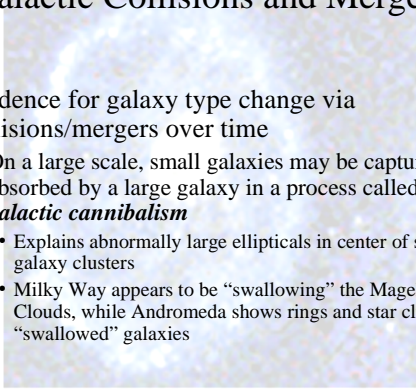 alactic Collisions and Merge
dence for galaxy type change via
lisions/mergers over time
On a large scale, small galaxies may be captu
bsorbed by a large galaxy in a process called
alactic cannibalism
• Explains abnormally large ellipticals in center of s
galaxy clusters
• Milky Way appears to be “swallowing” the Mage
Clouds, while Andromeda shows rings and star cl
“swallowed” galaxies